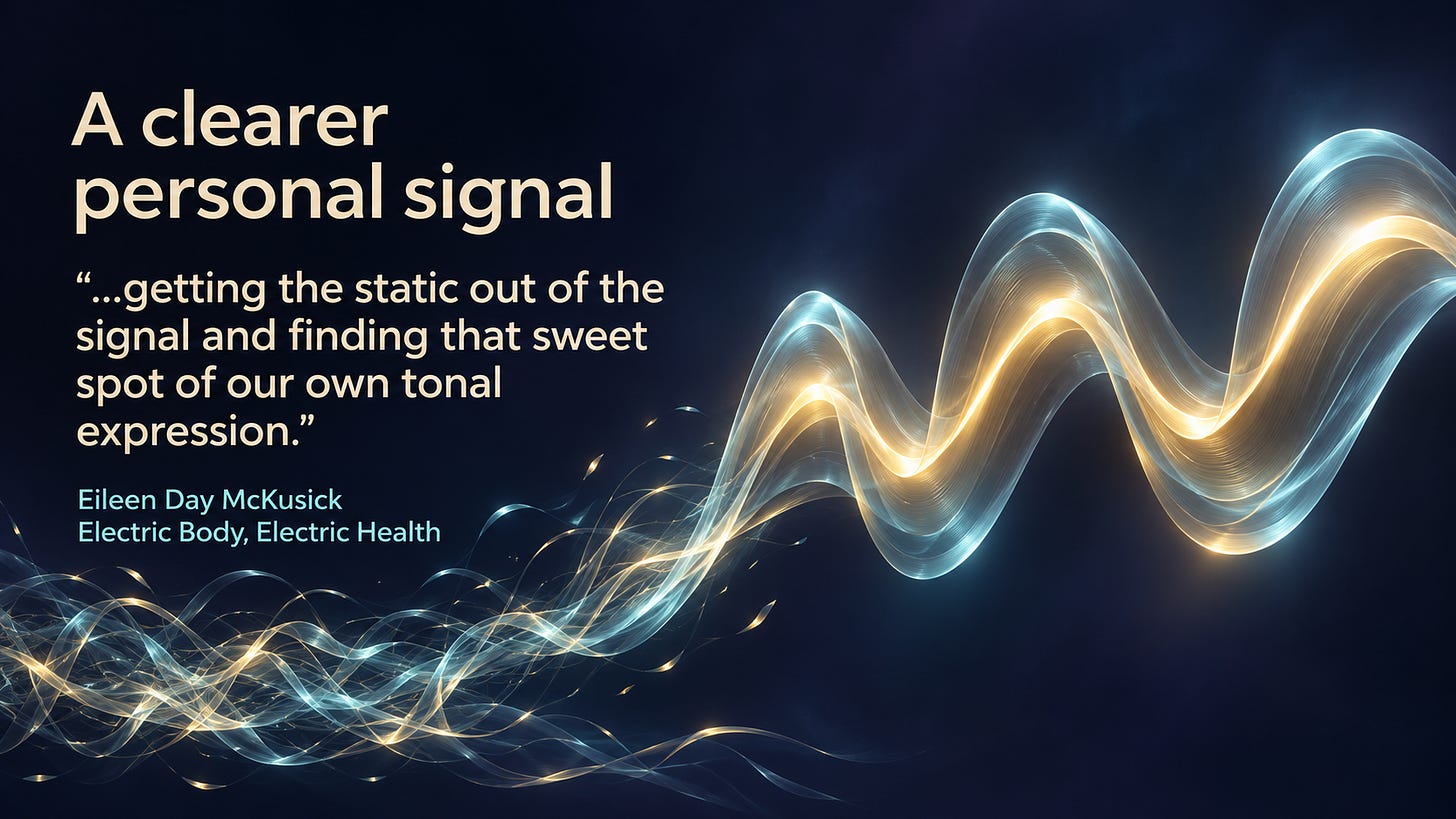 A clearer
personal signal
“...getting the static out of the
signal and finding that sweet
spot of our own tonal
expression.”
Eileen Day McKusick
Electric Body, Electric Health